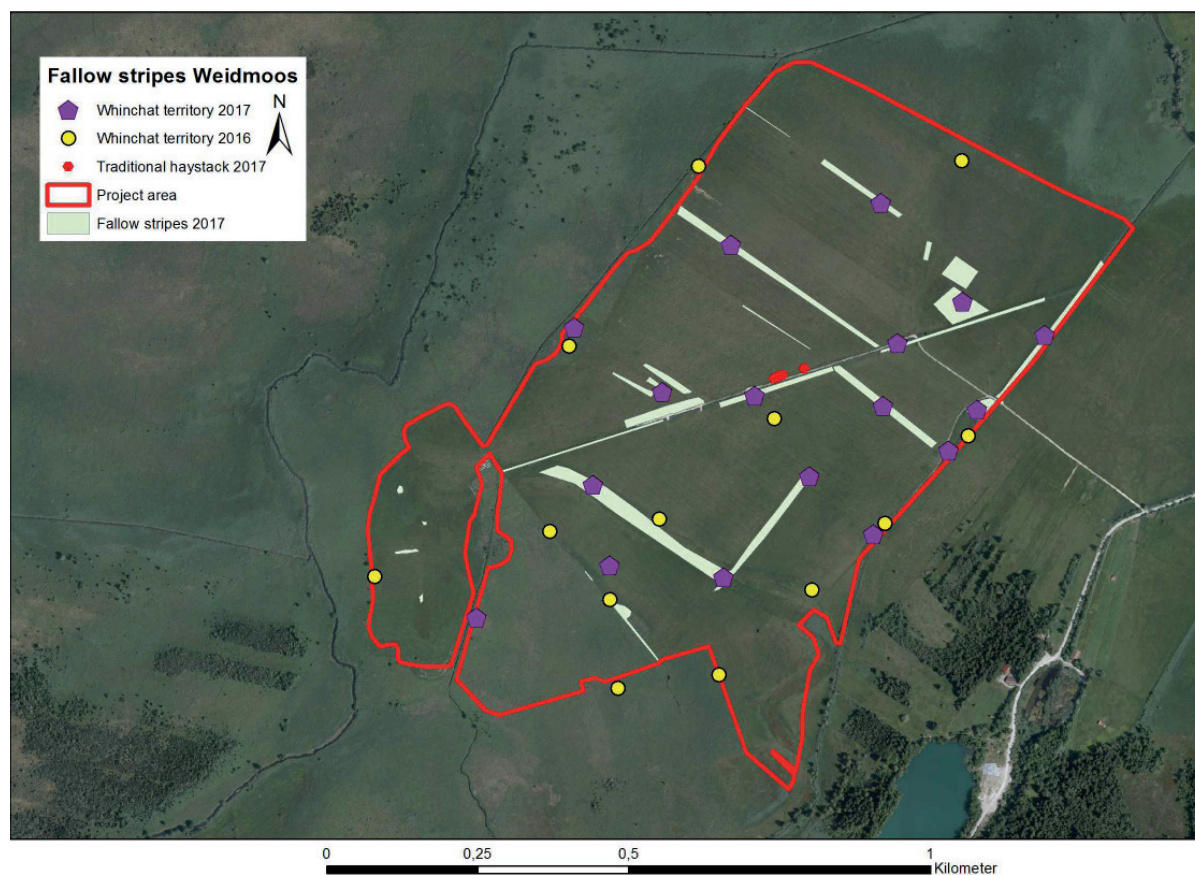 Fallow stripes Weidmoos
N
Whinchat territory 2017
Whinchat territory 2016
Traditional haystack 2017
Project area
Fallow stripes 2017
0 0,25 0,5 1
Kilometer